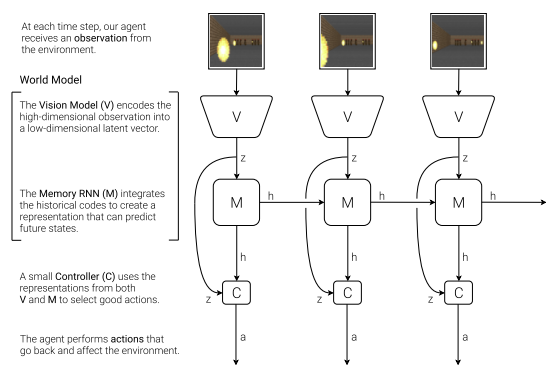 At each time step, our agent
receives an observation from
the environment.
World Model
The Vision Model (V) encodes the
high-dimensional observation into
a low-dimensional latent vector.
V
V
V
z
z
z
The Memory RNN (M) integrates
the historical codes to create a
representation that can predict
future states.
M
h
M
h
M
h
h
h
h
A small Controller (C) uses the
representations from both
V and M to select good actions.
z
C
z
C
z
C
The agent performs actions that
go back and affect the environment.
a
a
a